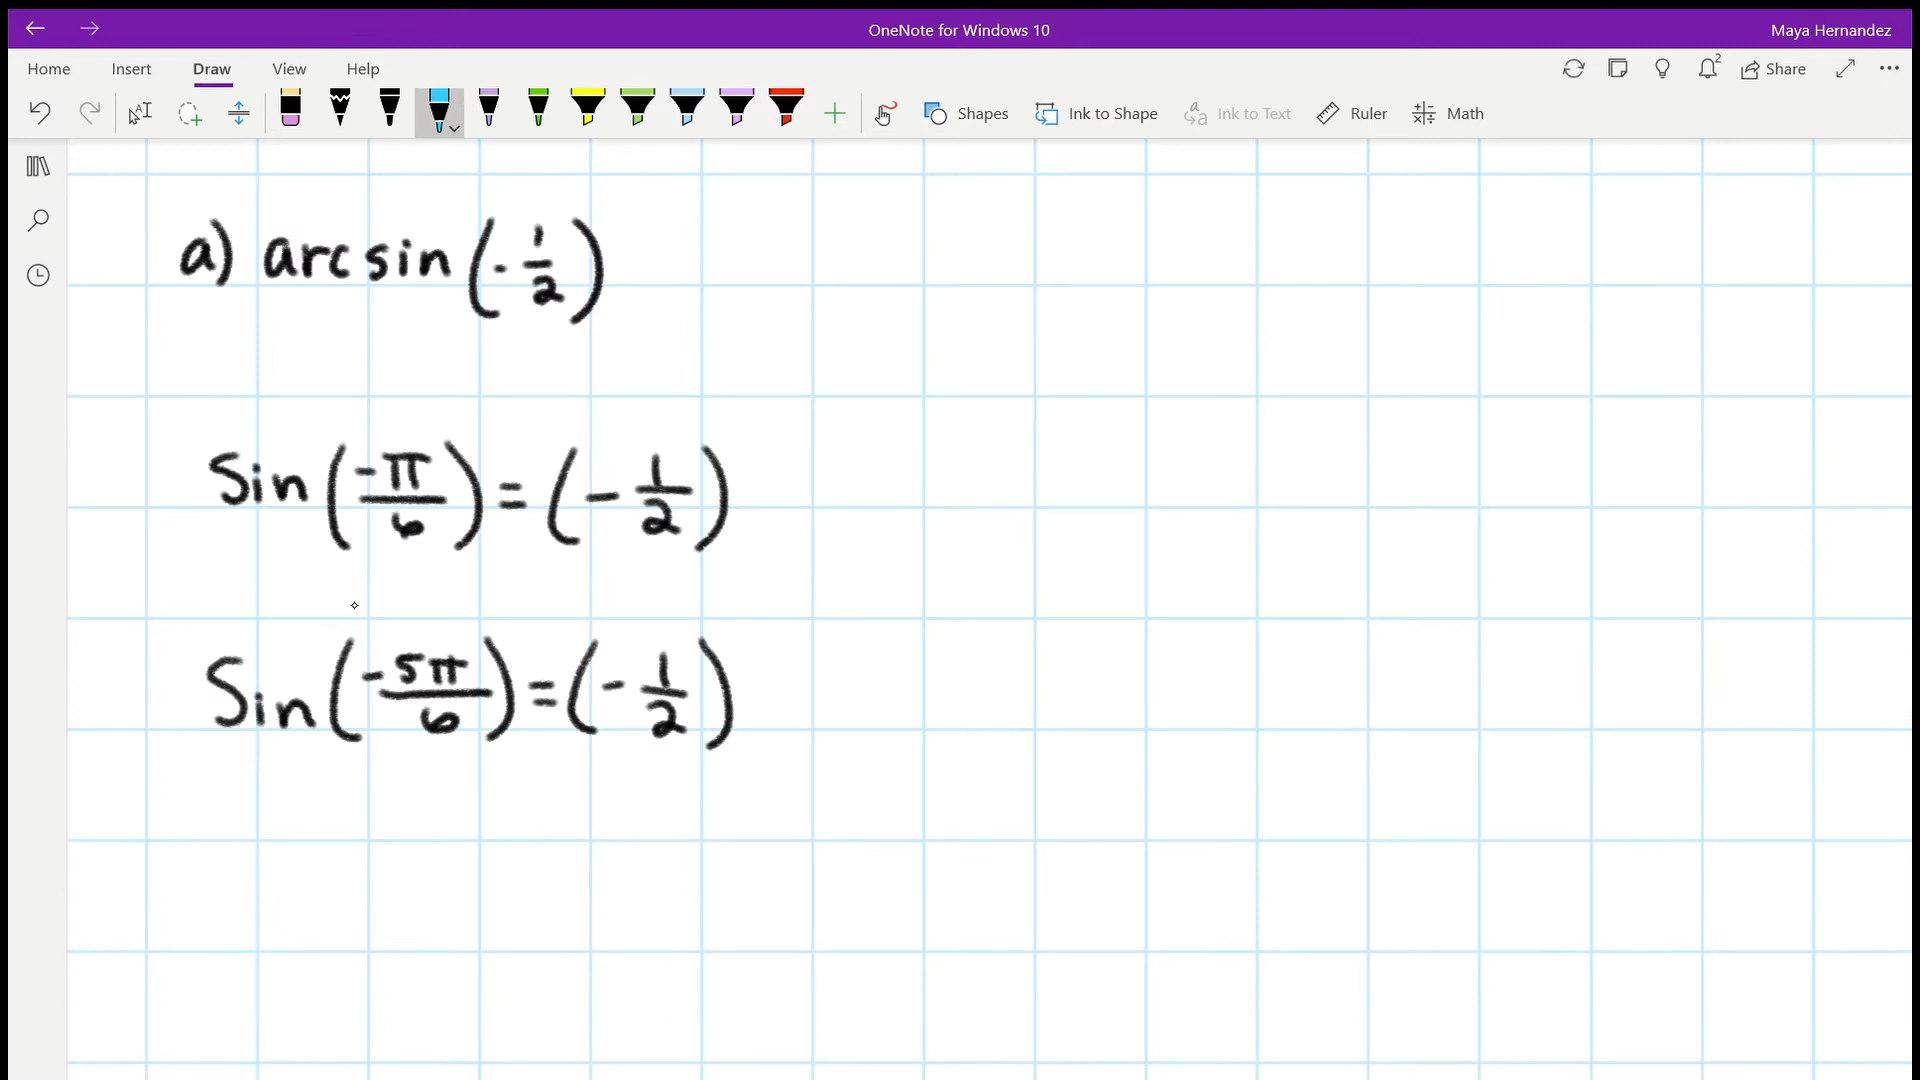 OneNote for Windows 10
Maya Hernandez
Home Insert Draw View Help
2 Share
Shapes Ink to Shape Ink to Text Ruler Math
a) arcsin (-1/2)
Sin (-π/6) = (-1/2)
Sin (-5π/6) = (-1/2)